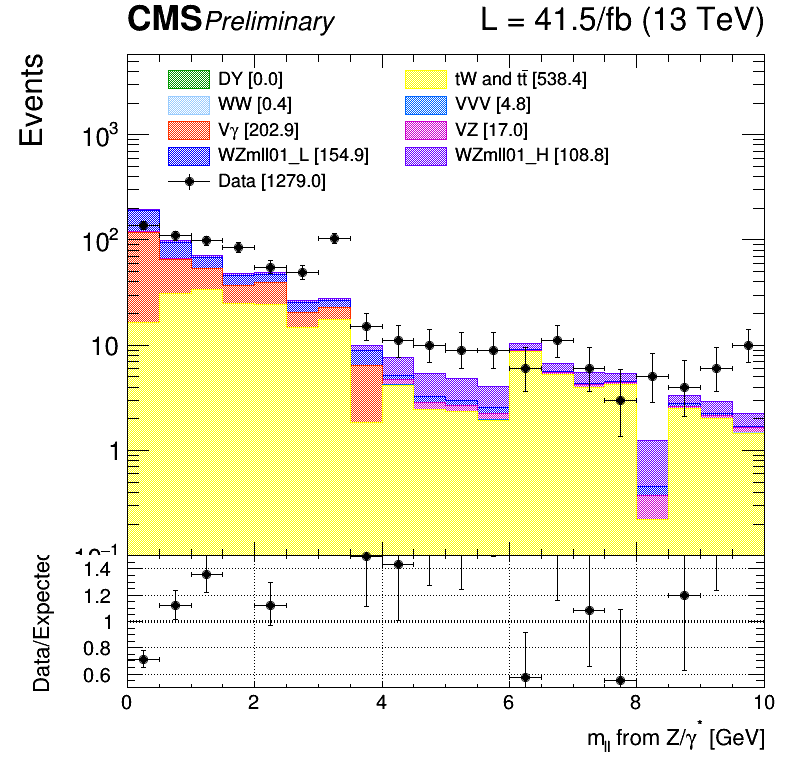 CMS Preliminary L = 41.5/fb (13 TeV)
Events
DY [0.0] tW and tt̄ [538.4]
WW [0.4] VVV [4.8]
Vγ [202.9] VZ [17.0]
WZmll01_L [154.9] WZmll01_H [108.8]
Data [1279.0]
10³
10²
10
1
10⁻¹
Data/Expected
1.4
1.2
1
0.8
0.6
0 2 4 6 8 10
m_ll from Z/γ* [GeV]